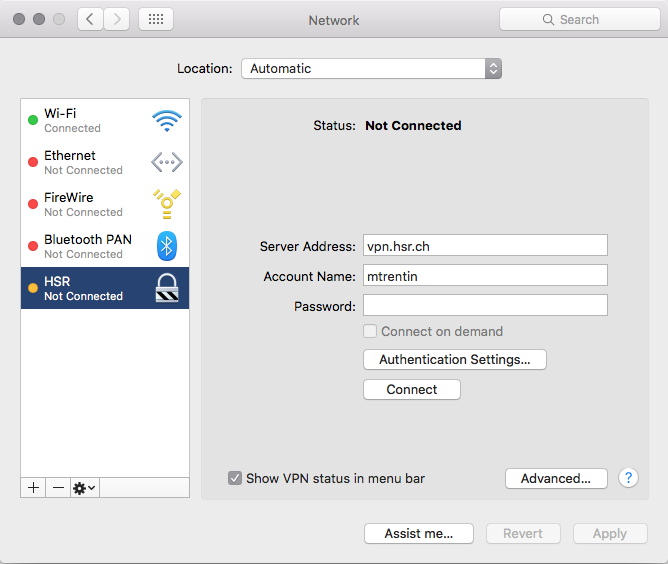 Network
Search
Location: Automatic
Wi-Fi
Connected
Ethernet
Not Connected
FireWire
Not Connected
Bluetooth PAN
Not Connected
HSR
Not Connected
Status: Not Connected
Server Address: vpn.hsr.ch
Account Name: mtrentin
Password:
Connect on demand
Authentication Settings...
Connect
Show VPN status in menu bar
Advanced...
?
Assist me...
Revert
Apply